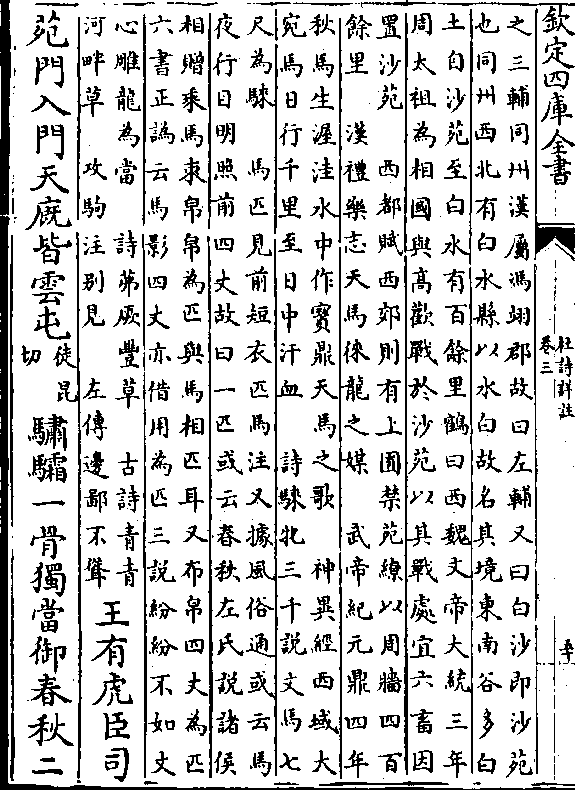 欽定四庫全書
杜詩詳註
卷三
五十
之三輔同州漢屬馮翊郡故曰左輔又曰白沙即沙苑
也同州西北有白水縣以水白故名其境東南谷多白
土白沙苑至白水有百餘里鶴曰西魏文帝大統三年
周太祖為相國與高歡戰於沙苑以其戰處宜六畜因
置沙苑 西都賦西郊則有上囿禁苑繚以周牆四百
餘里 漢禮樂志天馬徠龍之媒 武帝紀元鼎四年
秋馬生渥洼水中作寶鼎天馬之歌 神異經西域大
宛馬日行千里至日中汗血 詩騋牝三千說文馬七
尺為騋 馬匹見前短衣匹馬注又據風俗通或云馬
夜行目明照前四丈故曰一匹或云春秋左氏說諸侯
相贈乘馬束帛帛為匹與馬相匹耳又布帛四丈為匹
六書正譌云馬影四丈亦借用為匹三說紛紛不如文
心雕龍為當 詩茀厥豐草 古詩青青
河畔草 攻駒注别見 左傳邊鄙不聳
王有虎臣司
苑門入門天廐皆雲屯
徒昆
切
驌驦一骨獨當御春秋二